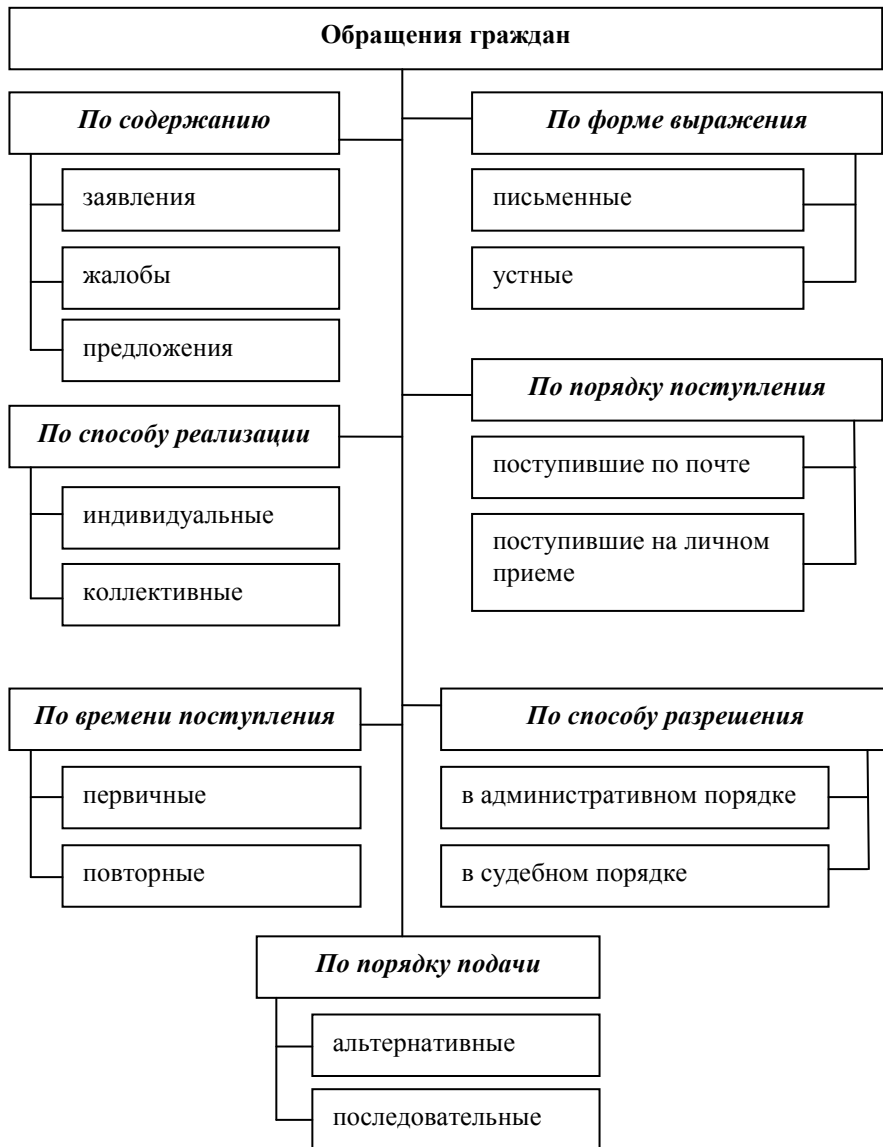 Обращения граждан
По содержанию
заявления
жалобы
предложения
По форме выражения
письменные
устные
По способу реализации
индивидуальные
коллективные
По порядку поступления
поступившие по почте
поступившие на личном
приеме
По времени поступления
первичные
повторные
По способу разрешения
в административном порядке
в судебном порядке
По порядку подачи
альтернативные
последовательные